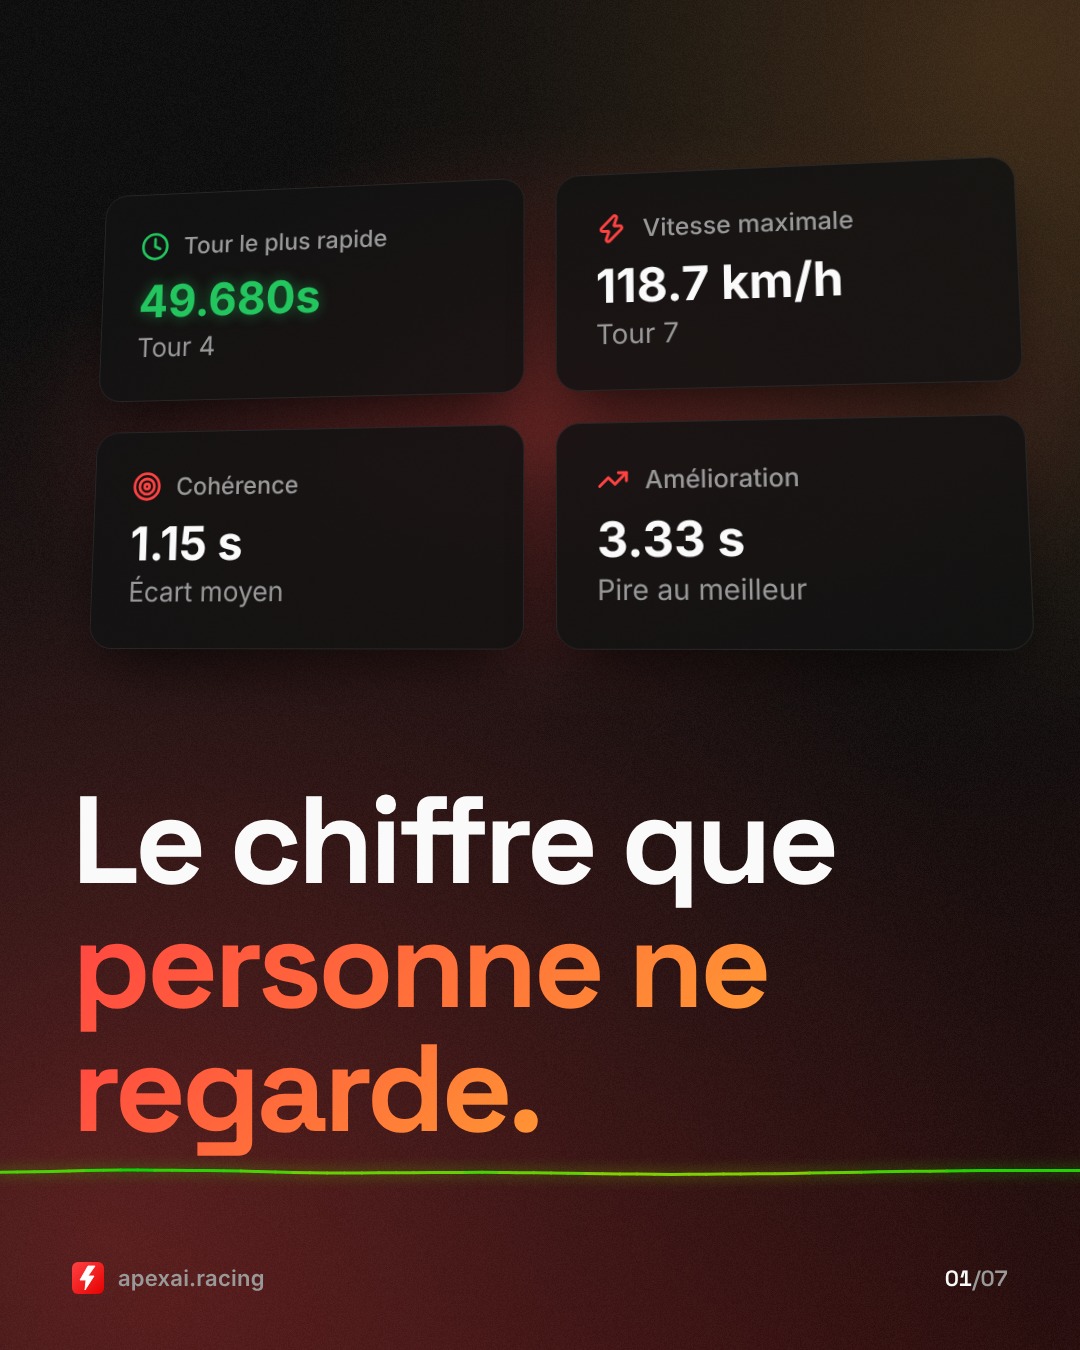 Tour le plus rapide
49.680s
Tour 4
Vitesse maximale
118.7 km/h
Tour 7
Cohérence
1.15 s
Écart moyen
Amélioration
3.33 s
Pire au meilleur
Le chiffre que
personne ne
regarde.
apexai.racing
01/07